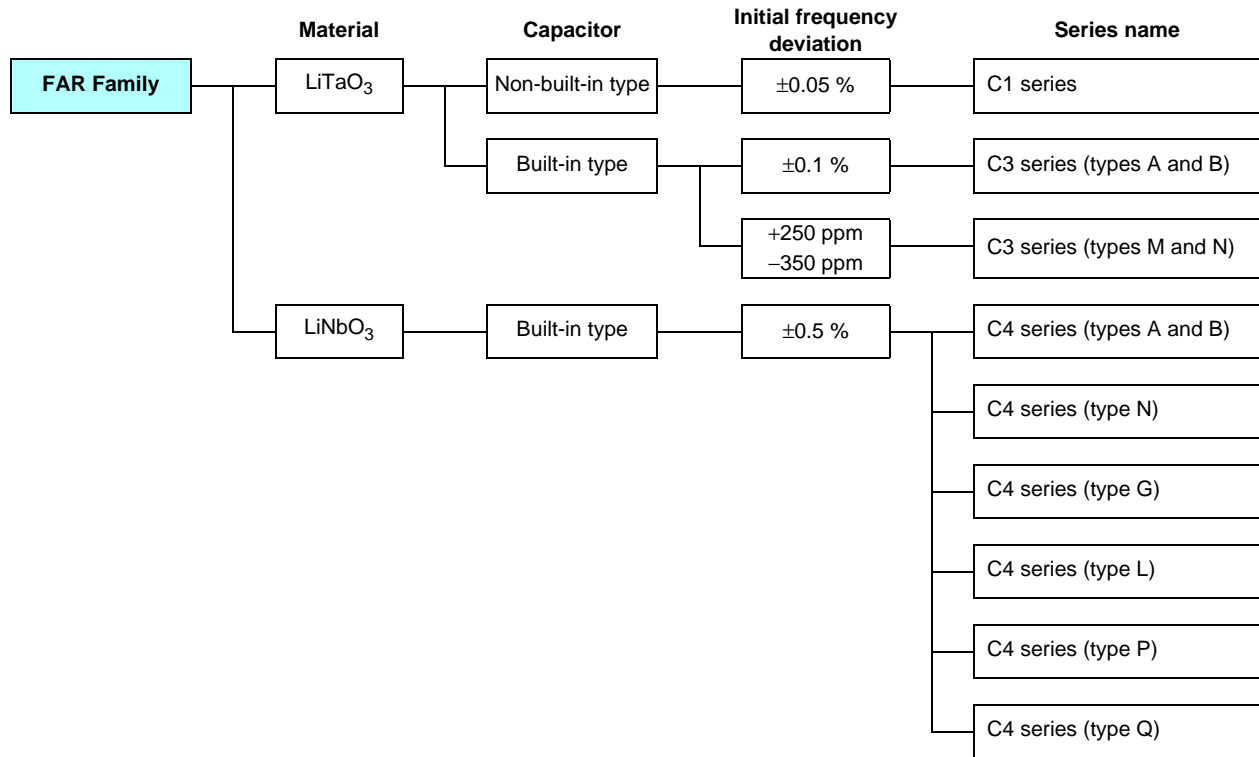 Material
Capacitor
Initial frequency
deviation
Series name
FAR Family
LiTaO₃
Non-built-in type
±0.05 %
C1 series
Built-in type
±0.1 %
C3 series (types A and B)
+250 ppm
−350 ppm
C3 series (types M and N)
LiNbO₃
Built-in type
±0.5 %
C4 series (types A and B)
C4 series (type N)
C4 series (type G)
C4 series (type L)
C4 series (type P)
C4 series (type Q)